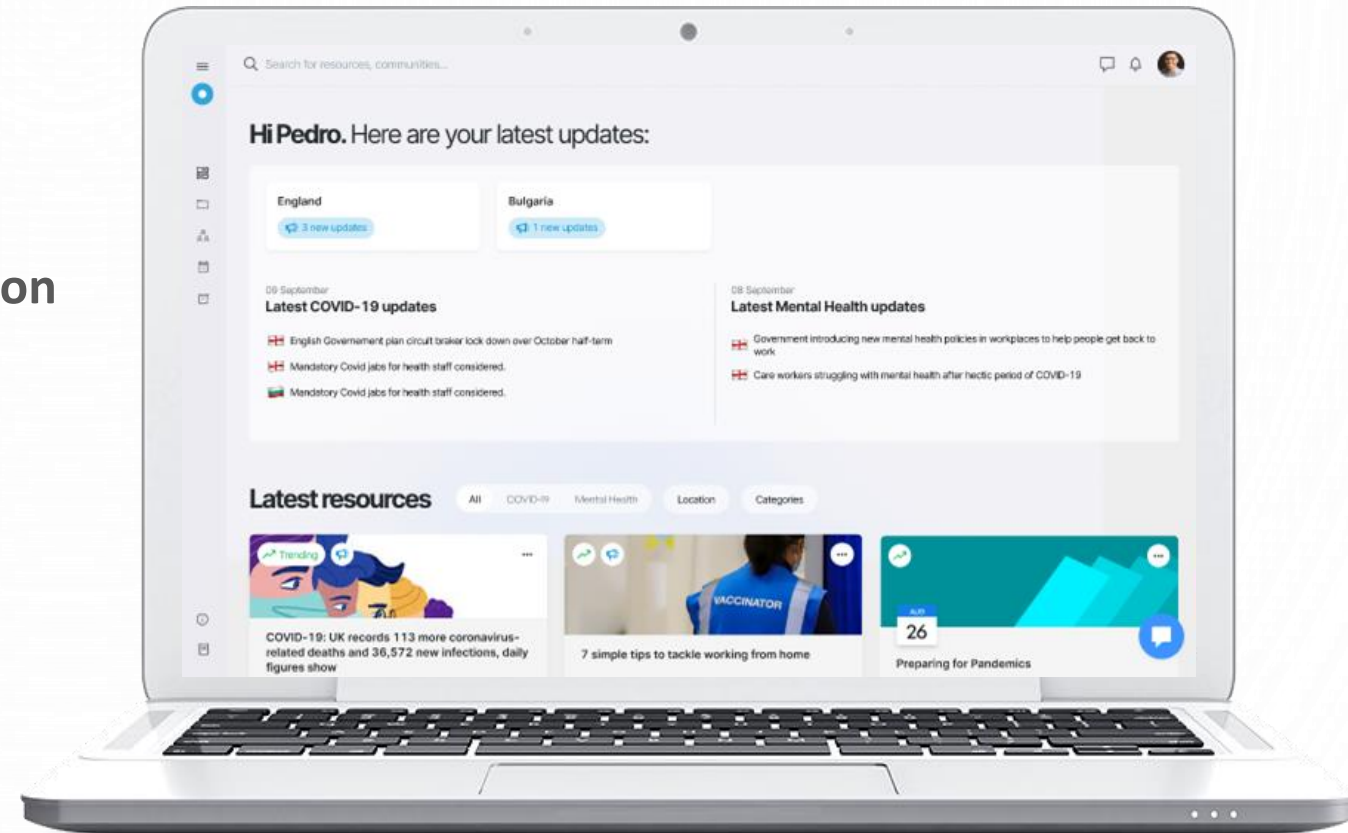 on
Search for resources, communities...
Hi Pedro. Here are your latest updates:
England
3 new updates
Bulgaria
1 new updates
09 September
Latest COVID-19 updates
English Governement plan circuit braker lock down over October half-term
Mandatory Covid jabs for health staff considered.
Mandatory Covid jabs for health staff considered.
08 September
Latest Mental Health updates
Government introducing new mental health policies in workplaces to help people get back to
work
Care workers struggling with mental health after hectic period of COVID-19
Latest resources
All
COVID-19
Mental Health
Location
Categories
Trending
COVID-19: UK records 113 more coronavirus-
related deaths and 36,572 new infections, daily
figures show
VACCINATOR
7 simple tips to tackle working from home
AUG
26
Preparing for Pandemics